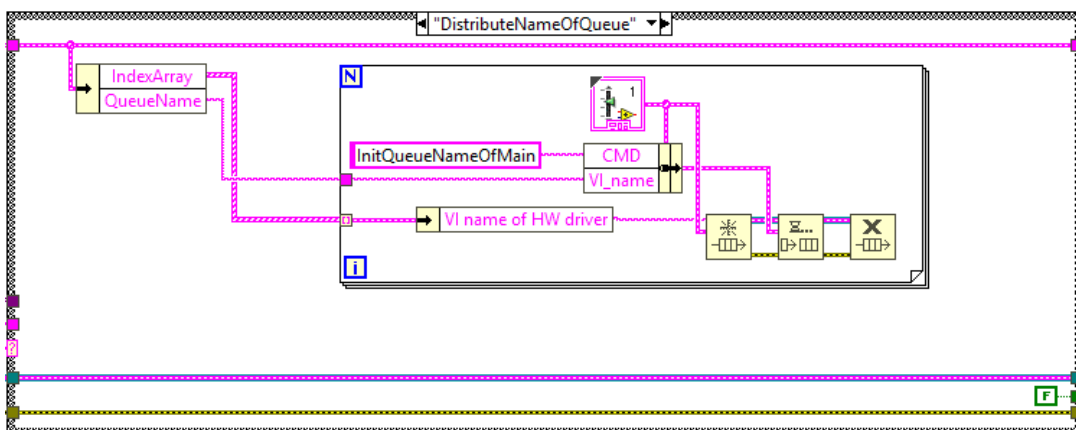 "DistributeNameOfQueue"
IndexArray
QueueName
N
1
InitQueueNameOfMain
CMD
VI_name
VI name of HW driver
i
?
F